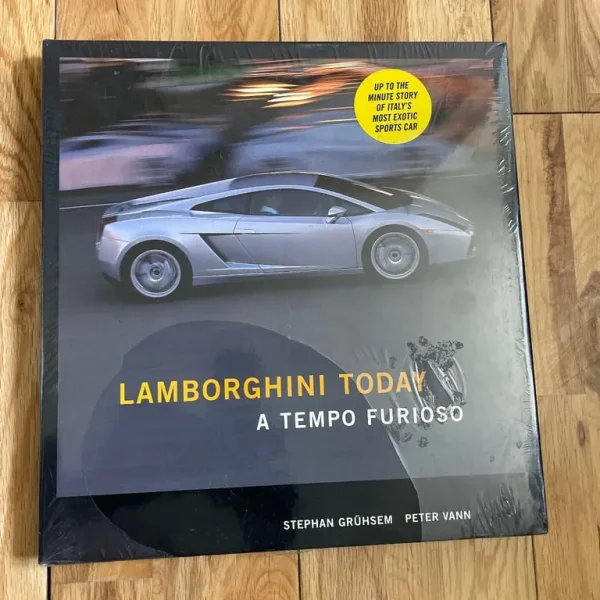 UP TO THE
MINUTE STORY
OF ITALY'S
MOST EXOTIC
SPORTS CAR
LAMBORGHINI TODAY
A TEMPO FURIOSO
STEPHAN GRÜHSEM PETER VANN